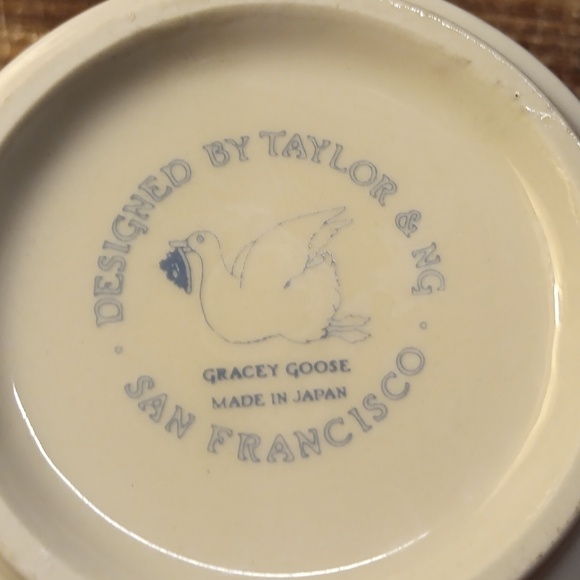 DESIGNED BY TAYLOR & NG
GRACEY GOOSE
MADE IN JAPAN
SAN FRANCISCO